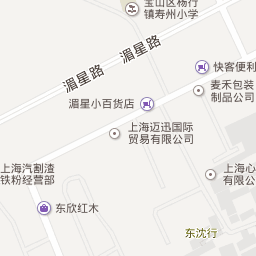 宝山区杨行
镇寿州小学
湄星路
湄星路
快客便利
麦禾包装
制品公司
湄星小百货店
上海迈迅国际
贸易有限公司
上海汽割渣
铁粉经营部
上海心
有限公
东欣红木
东沈行